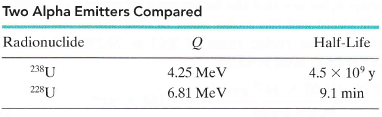 Two Alpha Emitters Compared
Radionuclide Q Half-Life
²³⁸U 4.25 MeV 4.5 × 10⁹ y
²²⁸U 6.81 MeV 9.1 min